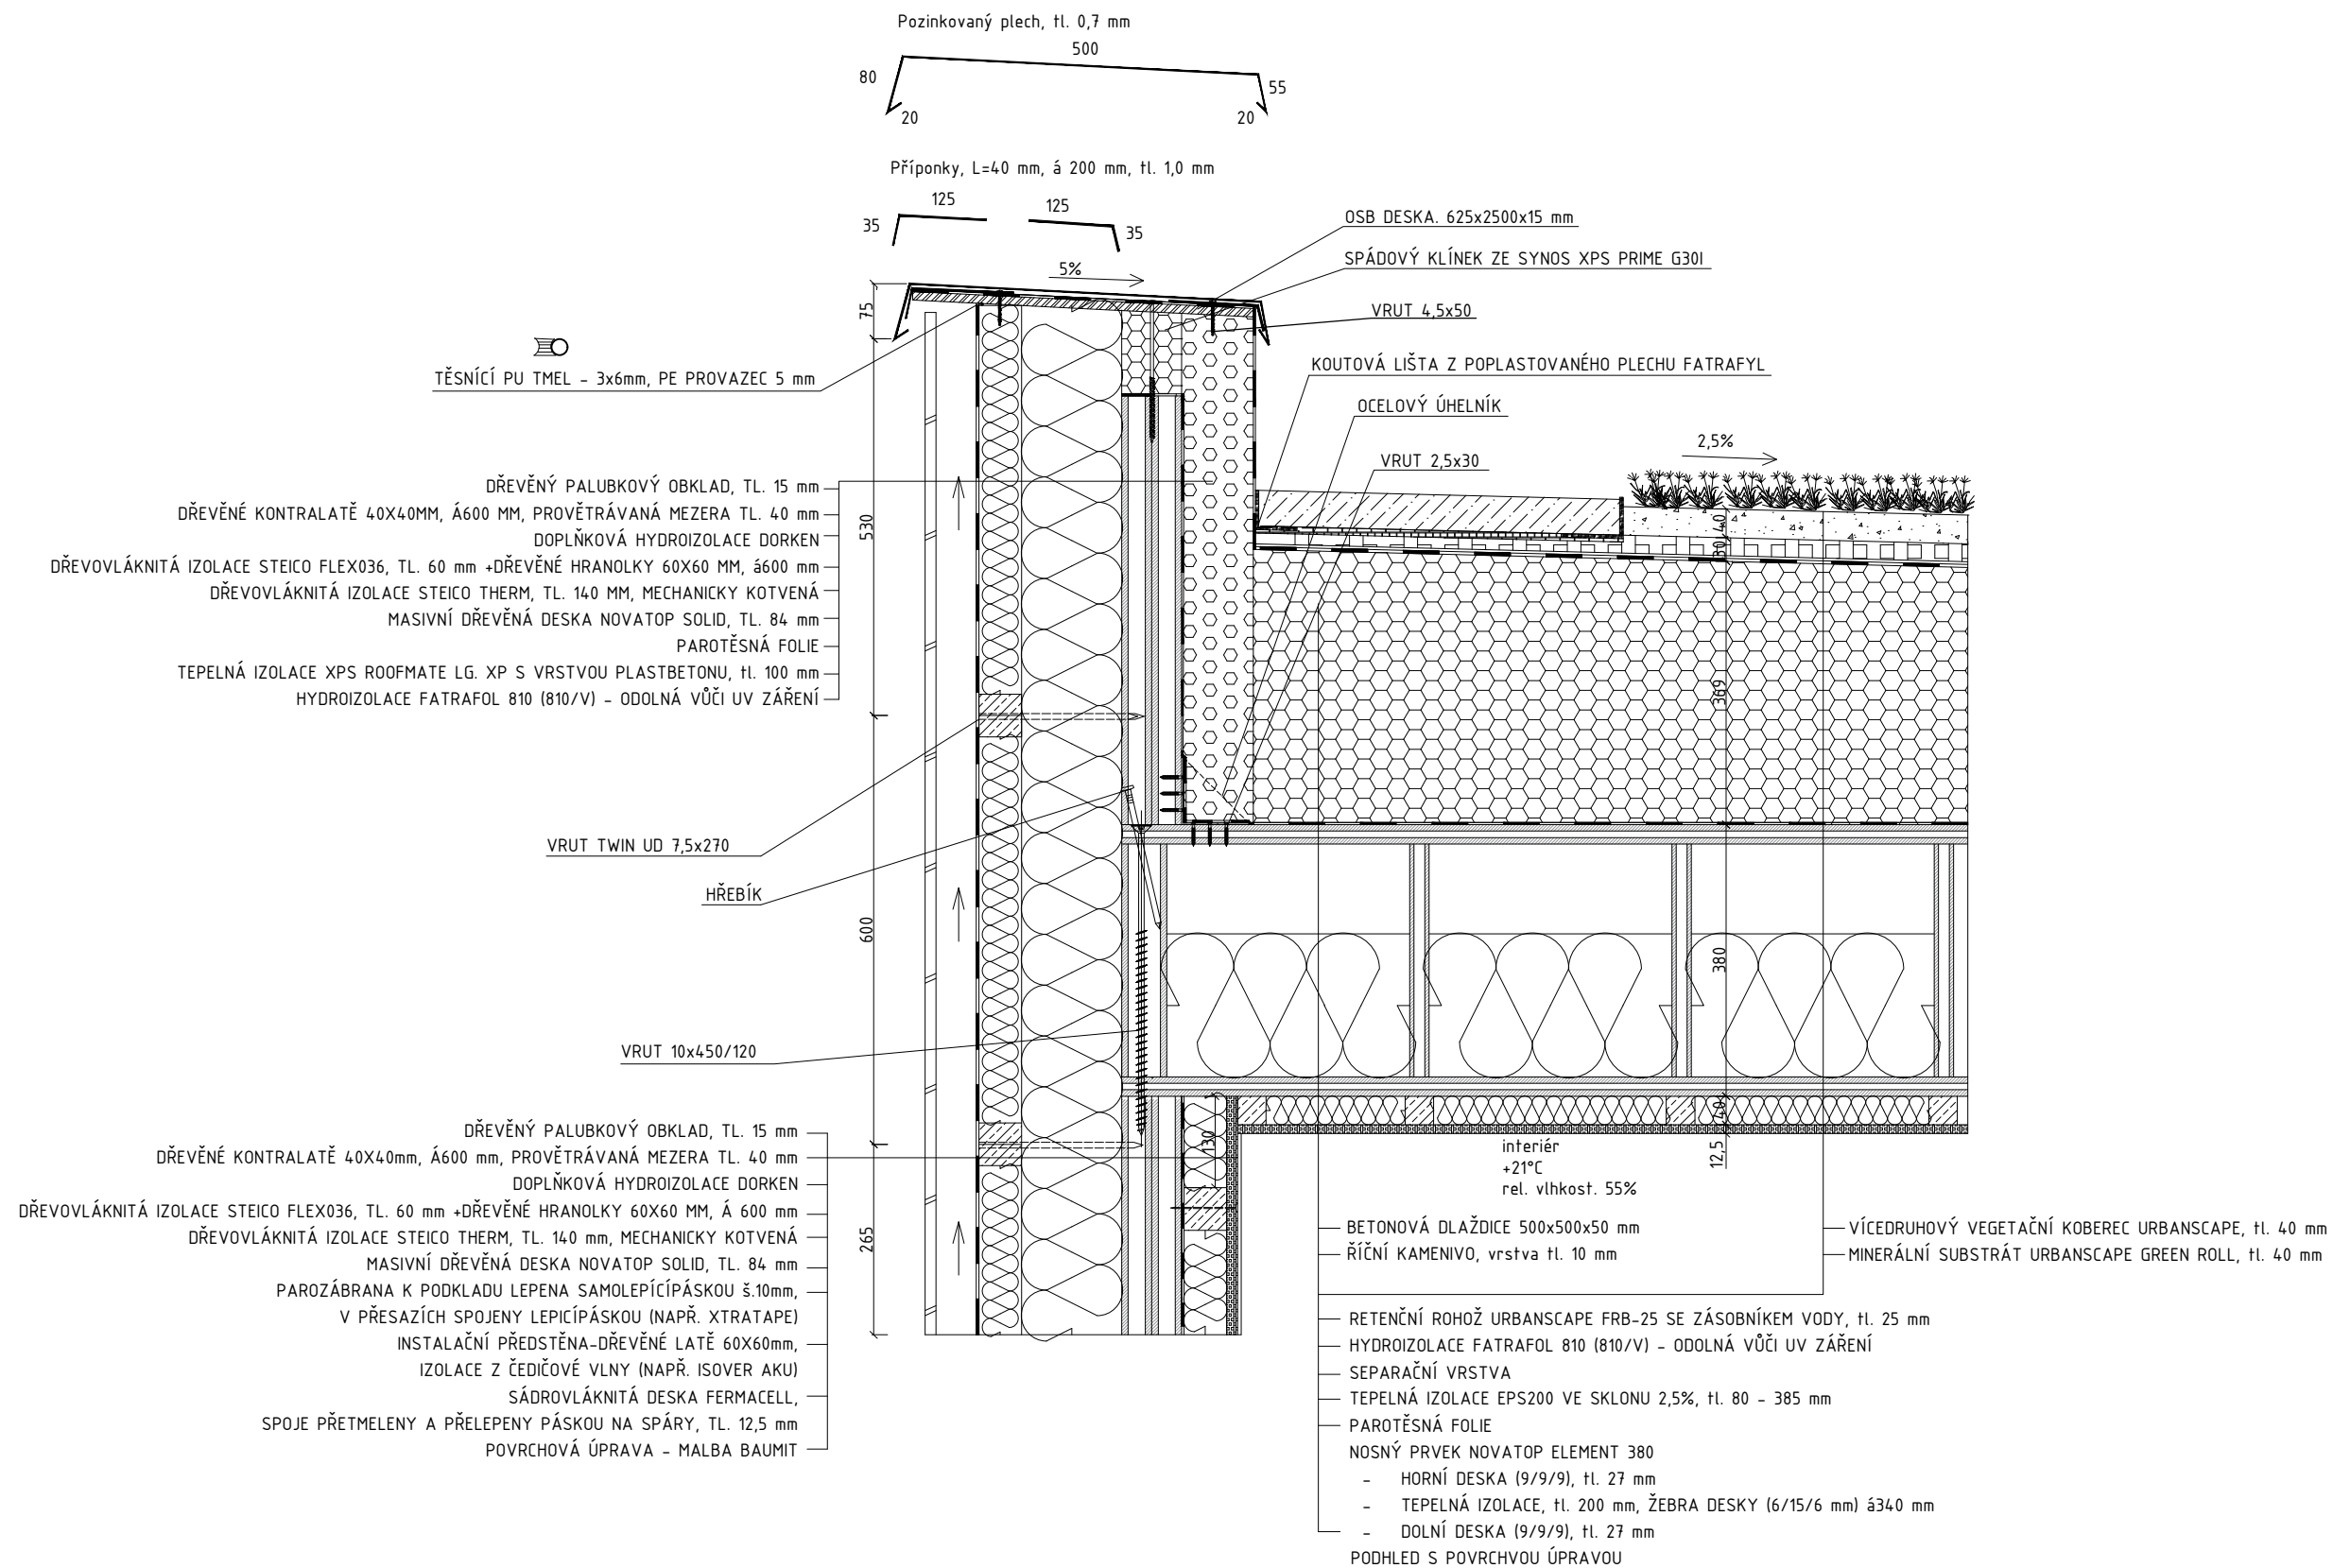 Pozinkovaný plech, tl. 0,7 mm
500
80
55
20
20
Příponky, L=40 mm, á 200 mm, tl. 1,0 mm
125
125
35
35
5%
75
530
600
265
OSB DESKA. 625x2500x15 mm
SPÁDOVÝ KLÍNEK ZE SYNOS XPS PRIME G30I
VRUT 4,5x50
KOUTOVÁ LIŠTA Z POPLASTOVANÉHO PLECHU FATRAFYL
OCELOVÝ ÚHELNÍK
VRUT 2,5x30
2,5%
TĚSNÍCÍ PU TMEL - 3x6mm, PE PROVAZEC 5 mm
DŘEVĚNÝ PALUBKOVÝ OBKLAD, TL. 15 mm
DŘEVĚNÉ KONTRALATĚ 40X40MM, Á600 MM, PROVĚTRÁVANÁ MEZERA TL. 40 mm
DOPLŇKOVÁ HYDROIZOLACE DORKEN
DŘEVOVLÁKNITÁ IZOLACE STEICO FLEX036, TL. 60 mm +DŘEVĚNÉ HRANOLKY 60X60 MM, á600 mm
DŘEVOVLÁKNITÁ IZOLACE STEICO THERM, TL. 140 MM, MECHANICKY KOTVENÁ
MASIVNÍ DŘEVĚNÁ DESKA NOVATOP SOLID, TL. 84 mm
PAROTĚSNÁ FOLIE
TEPELNÁ IZOLACE XPS ROOFMATE LG. XP S VRSTVOU PLASTBETONU, tl. 100 mm
HYDROIZOLACE FATRAFOL 810 (810/V) - ODOLNÁ VŮČI UV ZÁŘENÍ
VRUT TWIN UD 7,5x270
HŘEBÍK
VRUT 10x450/120
40
30
369
380
40
12,5
130
interiér
+21°C
rel. vlhkost. 55%
DŘEVĚNÝ PALUBKOVÝ OBKLAD, TL. 15 mm
DŘEVĚNÉ KONTRALATĚ 40X40mm, Á600 mm, PROVĚTRÁVANÁ MEZERA TL. 40 mm
DOPLŇKOVÁ HYDROIZOLACE DORKEN
DŘEVOVLÁKNITÁ IZOLACE STEICO FLEX036, TL. 60 mm +DŘEVĚNÉ HRANOLKY 60X60 MM, Á 600 mm
DŘEVOVLÁKNITÁ IZOLACE STEICO THERM, TL. 140 mm, MECHANICKY KOTVENÁ
MASIVNÍ DŘEVĚNÁ DESKA NOVATOP SOLID, TL. 84 mm
PAROZÁBRANA K PODKLADU LEPENA SAMOLEPÍCÍPÁSKOU š.10mm,
V PŘESAZÍCH SPOJENY LEPICÍPÁSKOU (NAPŘ. XTRATAPE)
INSTALAČNÍ PŘEDSTĚNA-DŘEVĚNÉ LATĚ 60X60mm,
IZOLACE Z ČEDIČOVÉ VLNY (NAPŘ. ISOVER AKU)
SÁDROVLÁKNITÁ DESKA FERMACELL,
SPOJE PŘETMELENY A PŘELEPENY PÁSKOU NA SPÁRY, TL. 12,5 mm
POVRCHOVÁ ÚPRAVA - MALBA BAUMIT
BETONOVÁ DLAŽDICE 500x500x50 mm
ŘÍČNÍ KAMENIVO, vrstva tl. 10 mm
VÍCEDRUHOVÝ VEGETAČNÍ KOBEREC URBANSCAPE, tl. 40 mm
MINERÁLNÍ SUBSTRÁT URBANSCAPE GREEN ROLL, tl. 40 mm
RETENČNÍ ROHOŽ URBANSCAPE FRB-25 SE ZÁSOBNÍKEM VODY, tl. 25 mm
HYDROIZOLACE FATRAFOL 810 (810/V) - ODOLNÁ VŮČI UV ZÁŘENÍ
SEPARAČNÍ VRSTVA
TEPELNÁ IZOLACE EPS200 VE SKLONU 2,5%, tl. 80 - 385 mm
PAROTĚSNÁ FOLIE
NOSNÝ PRVEK NOVATOP ELEMENT 380
- HORNÍ DESKA (9/9/9), tl. 27 mm
- TEPELNÁ IZOLACE, tl. 200 mm, ŽEBRA DESKY (6/15/6 mm) á340 mm
- DOLNÍ DESKA (9/9/9), tl. 27 mm
PODHLED S POVRCHVOU ÚPRAVOU